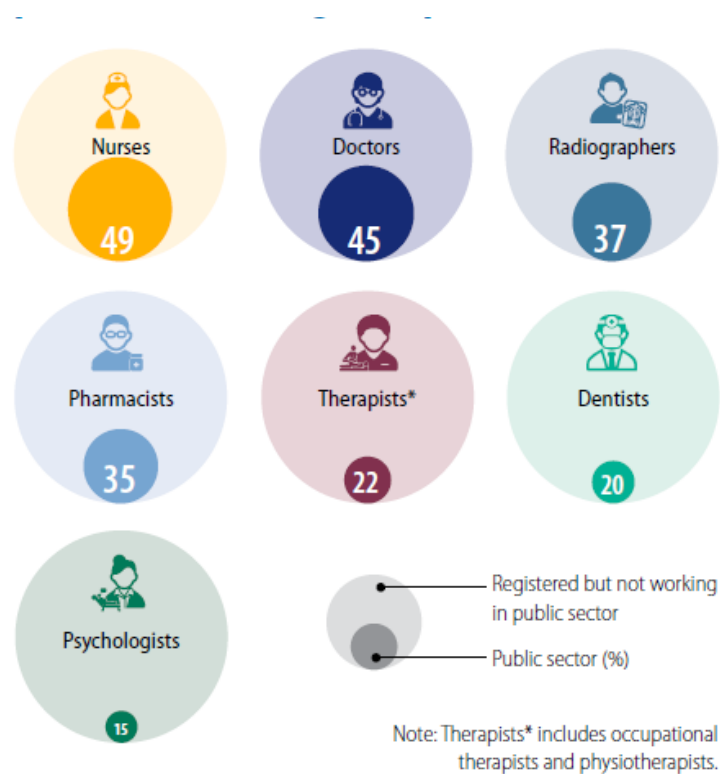 Nurses
49
Doctors
45
Radiographers
37
Pharmacists
35
Therapists*
22
Dentists
20
Psychologists
15
Registered but not working
in public sector
Public sector (%)
Note: Therapists* includes occupational
therapists and physiotherapists.